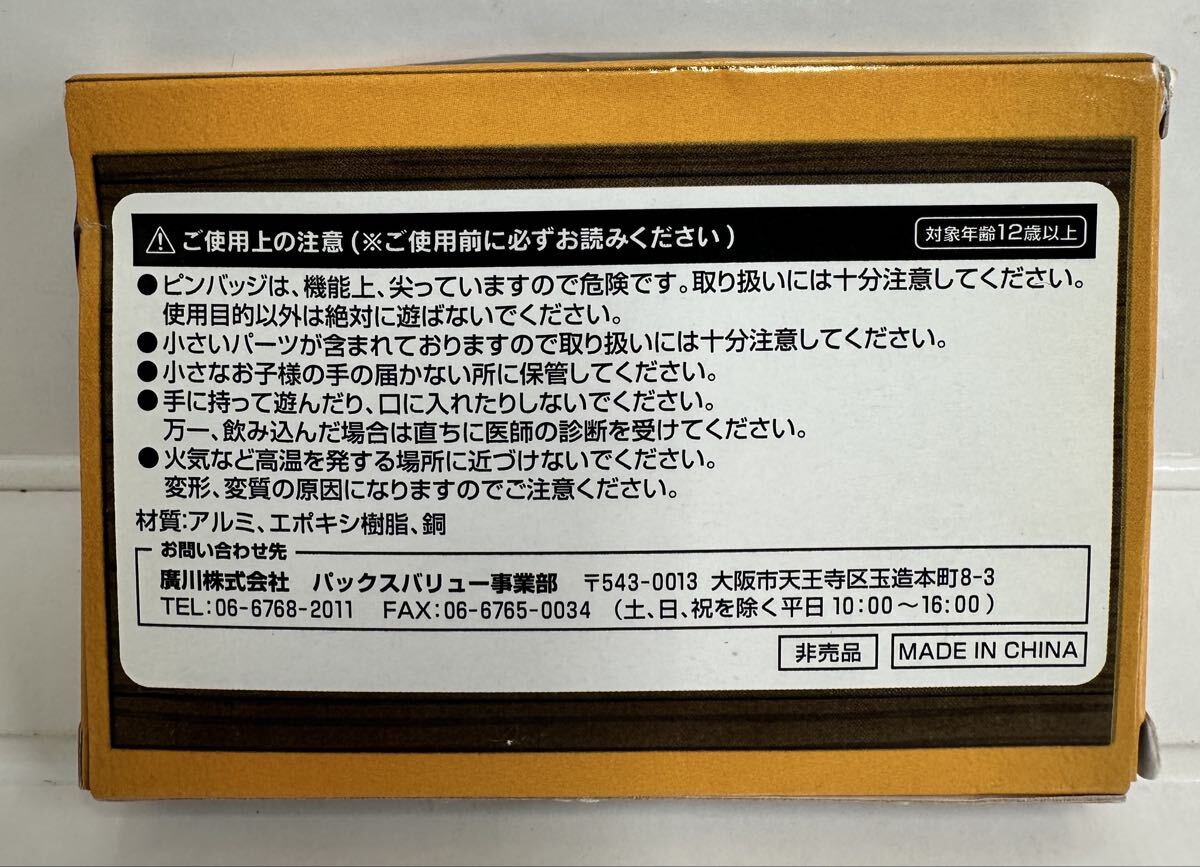 ⚠ ご使用上の注意 (※ご使用前に必ずお読みください) 対象年齢12歳以上
●ピンバッジは、機能上、尖っていますので危険です。取り扱いには十分注意してください。
使用目的以外は絶対に遊ばないでください。
●小さいパーツが含まれておりますので取り扱いには十分注意してください。
●小さなお子様の手の届かない所に保管してください。
●手に持って遊んだり、口に入れたりしないでください。
万一、飲み込んだ場合は直ちに医師の診断を受けてください。
●火気など高温を発する場所に近づけないでください。
変形、変質の原因になりますのでご注意ください。
材質:アルミ、エポキシ樹脂、銅
お問い合わせ先
廣川株式会社 パックスバリュー事業部 〒543-0013 大阪市天王寺区玉造本町8-3
TEL:06-6768-2011 FAX:06-6765-0034 (土、日、祝を除く平日10:00〜16:00)
非売品 MADE IN CHINA